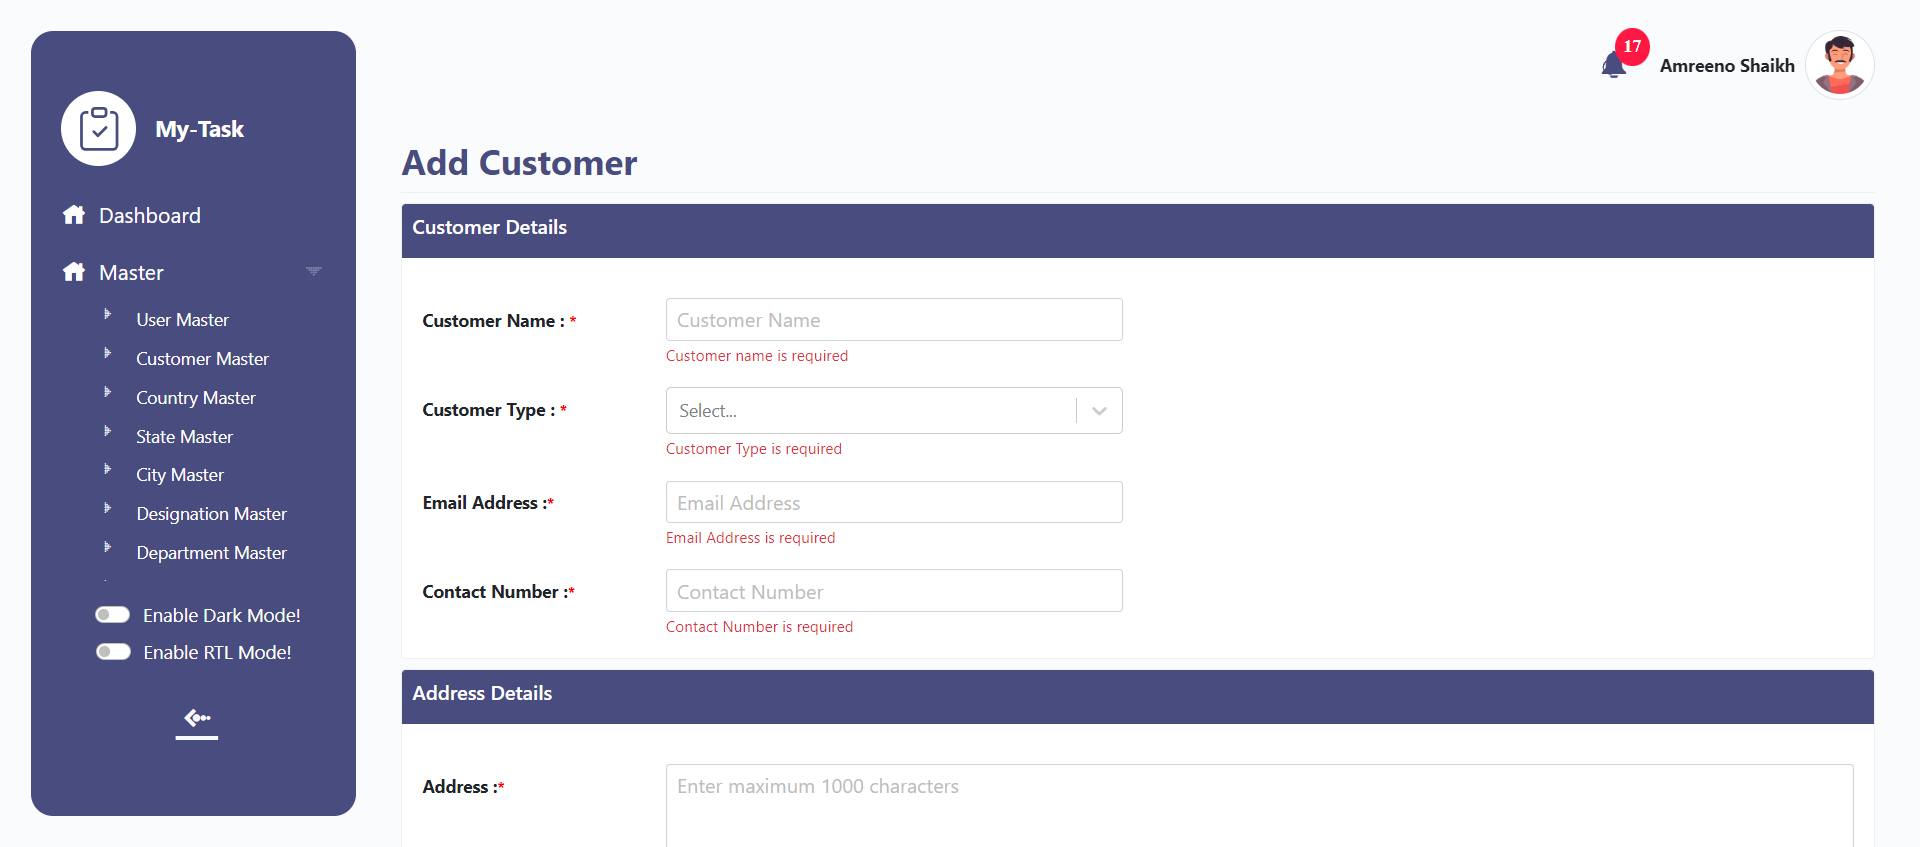 My-Task
Dashboard
Master
User Master
Customer Master
Country Master
State Master
City Master
Designation Master
Department Master
Enable Dark Mode!
Enable RTL Mode!
17
Amreeno Shaikh
Add Customer
Customer Details
Customer Name : *
Customer Name
Customer name is required
Customer Type : *
Select...
Customer Type is required
Email Address :*
Email Address
Email Address is required
Contact Number :*
Contact Number
Contact Number is required
Address Details
Address :*
Enter maximum 1000 characters